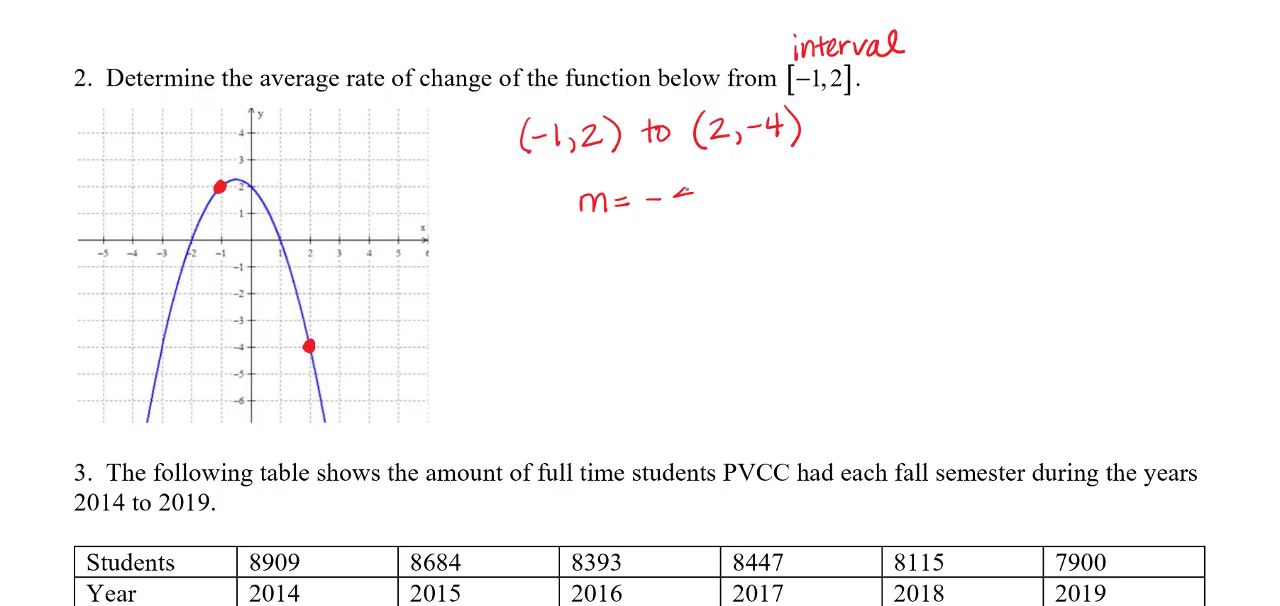 interval
2. Determine the average rate of change of the function below from [−1,2].
(-1,2) to (2,-4)
m= -
y
4
3
2
1
x
-5 -4 -3 -2 -1 1 2 3 4 5
-1
-2
-3
-4
-5
-6
3. The following table shows the amount of full time students PVCC had each fall semester during the years
2014 to 2019.
Students 8909 8684 8393 8447 8115 7900
Year 2014 2015 2016 2017 2018 2019